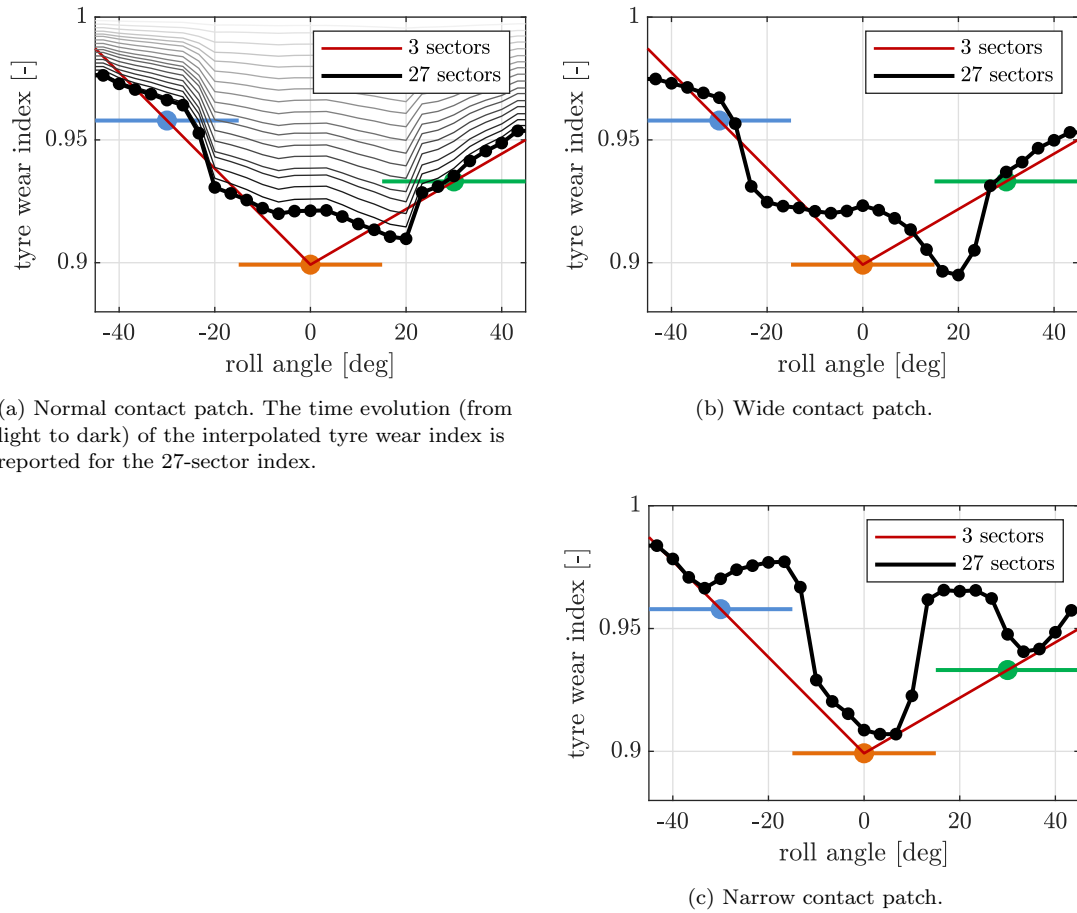 1
0.95
0.9
tyre wear index [-]
3 sectors
27 sectors
-40
-20
0
20
40
roll angle [deg]
(a) Normal contact patch. The time evolution (from
light to dark) of the interpolated tyre wear index is
reported for the 27-sector index.
1
0.95
0.9
tyre wear index [-]
3 sectors
27 sectors
-40
-20
0
20
40
roll angle [deg]
(b) Wide contact patch.
1
0.95
0.9
tyre wear index [-]
3 sectors
27 sectors
-40
-20
0
20
40
roll angle [deg]
(c) Narrow contact patch.